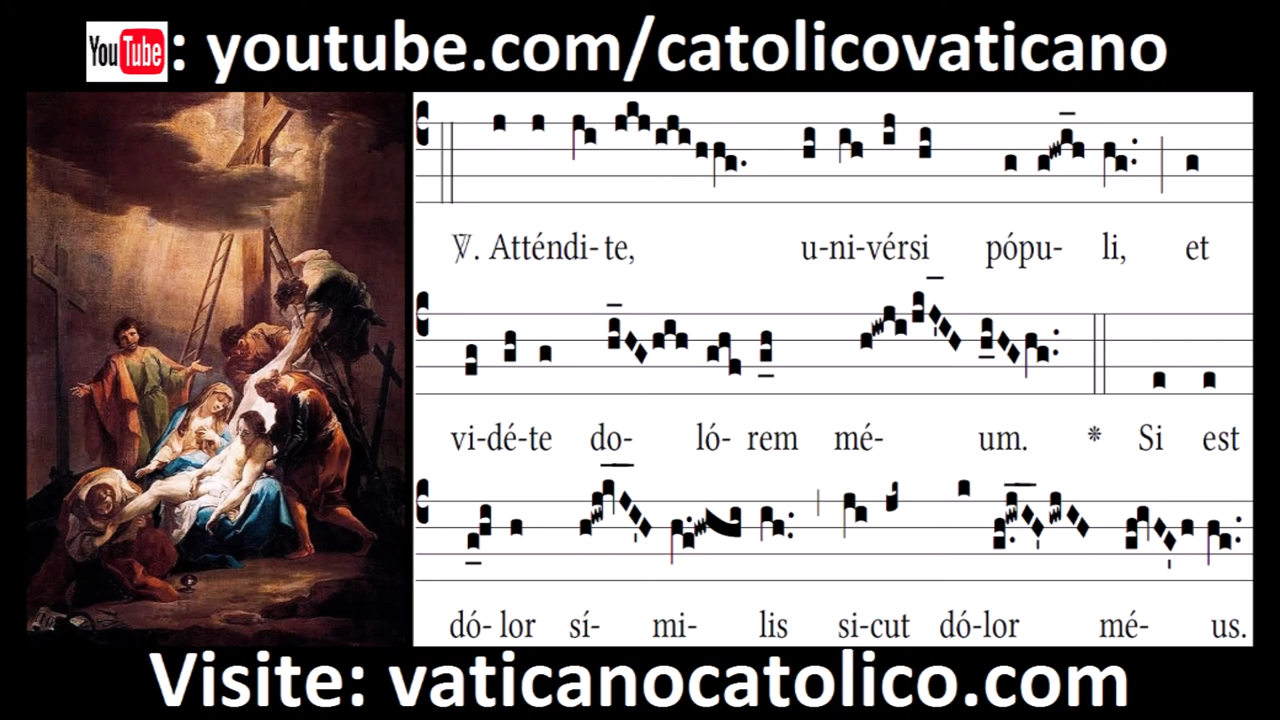 YouTube : youtube.com/catolicovaticano
℣. Atténdi-te, u-ni-vérsi pópu- li, et
vi-dé-te do- ló- rem mé- um. * Si est
dó- lor sí- mi- lis si-cut dó-lor mé- us.
Visite: vaticanocatolico.com